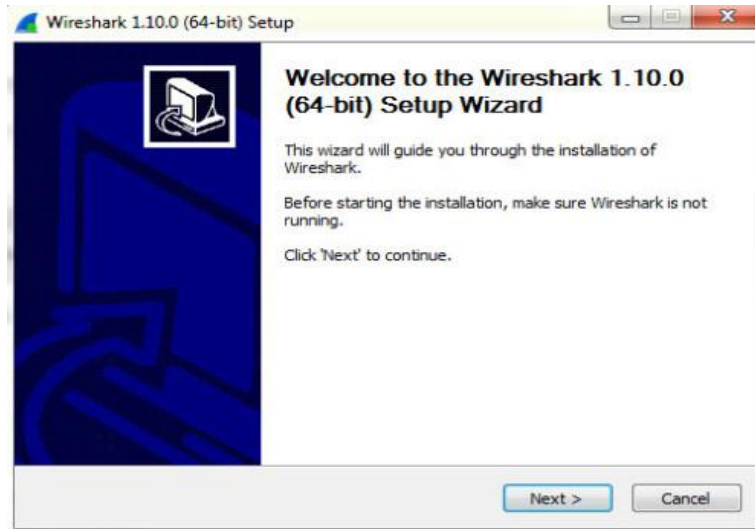 Wireshark 1.10.0 (64-bit) Setup
Welcome to the Wireshark 1.10.0
(64-bit) Setup Wizard
This wizard will guide you through the installation of
Wireshark.
Before starting the installation, make sure Wireshark is not
running.
Click 'Next' to continue.
Next >
Cancel